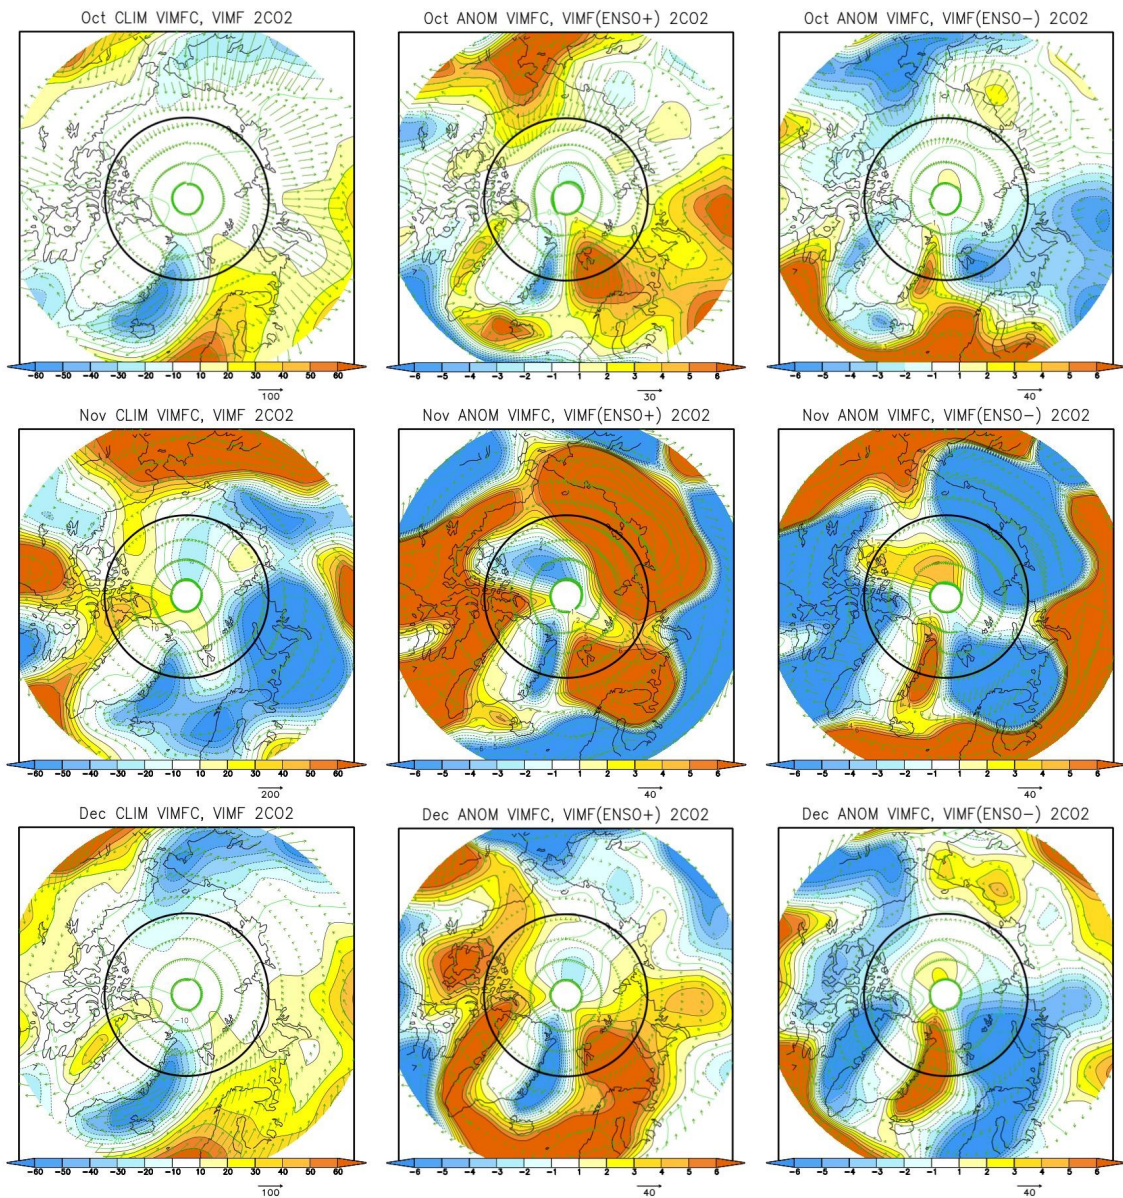 Oct CLIM VIMFC, VIMF 2CO2
Oct ANOM VIMFC, VIMF(ENSO+) 2CO2
Oct ANOM VIMFC, VIMF(ENSO−) 2CO2
−60 −50 −40 −30 −20 −10 10 20 30 40 50 60
−6 −5 −4 −3 −2 −1 1 2 3 4 5 6
−6 −5 −4 −3 −2 −1 1 2 3 4 5 6
100
30
40
Nov CLIM VIMFC, VIMF 2CO2
Nov ANOM VIMFC, VIMF(ENSO+) 2CO2
Nov ANOM VIMFC, VIMF(ENSO−) 2CO2
−60 −50 −40 −30 −20 −10 10 20 30 40 50 60
−6 −5 −4 −3 −2 −1 1 2 3 4 5 6
−6 −5 −4 −3 −2 −1 1 2 3 4 5 6
200
40
40
Dec CLIM VIMFC, VIMF 2CO2
Dec ANOM VIMFC, VIMF(ENSO+) 2CO2
Dec ANOM VIMFC, VIMF(ENSO−) 2CO2
−10
−60 −50 −40 −30 −20 −10 10 20 30 40 50 60
−6 −5 −4 −3 −2 −1 1 2 3 4 5 6
−6 −5 −4 −3 −2 −1 1 2 3 4 5 6
100
40
40